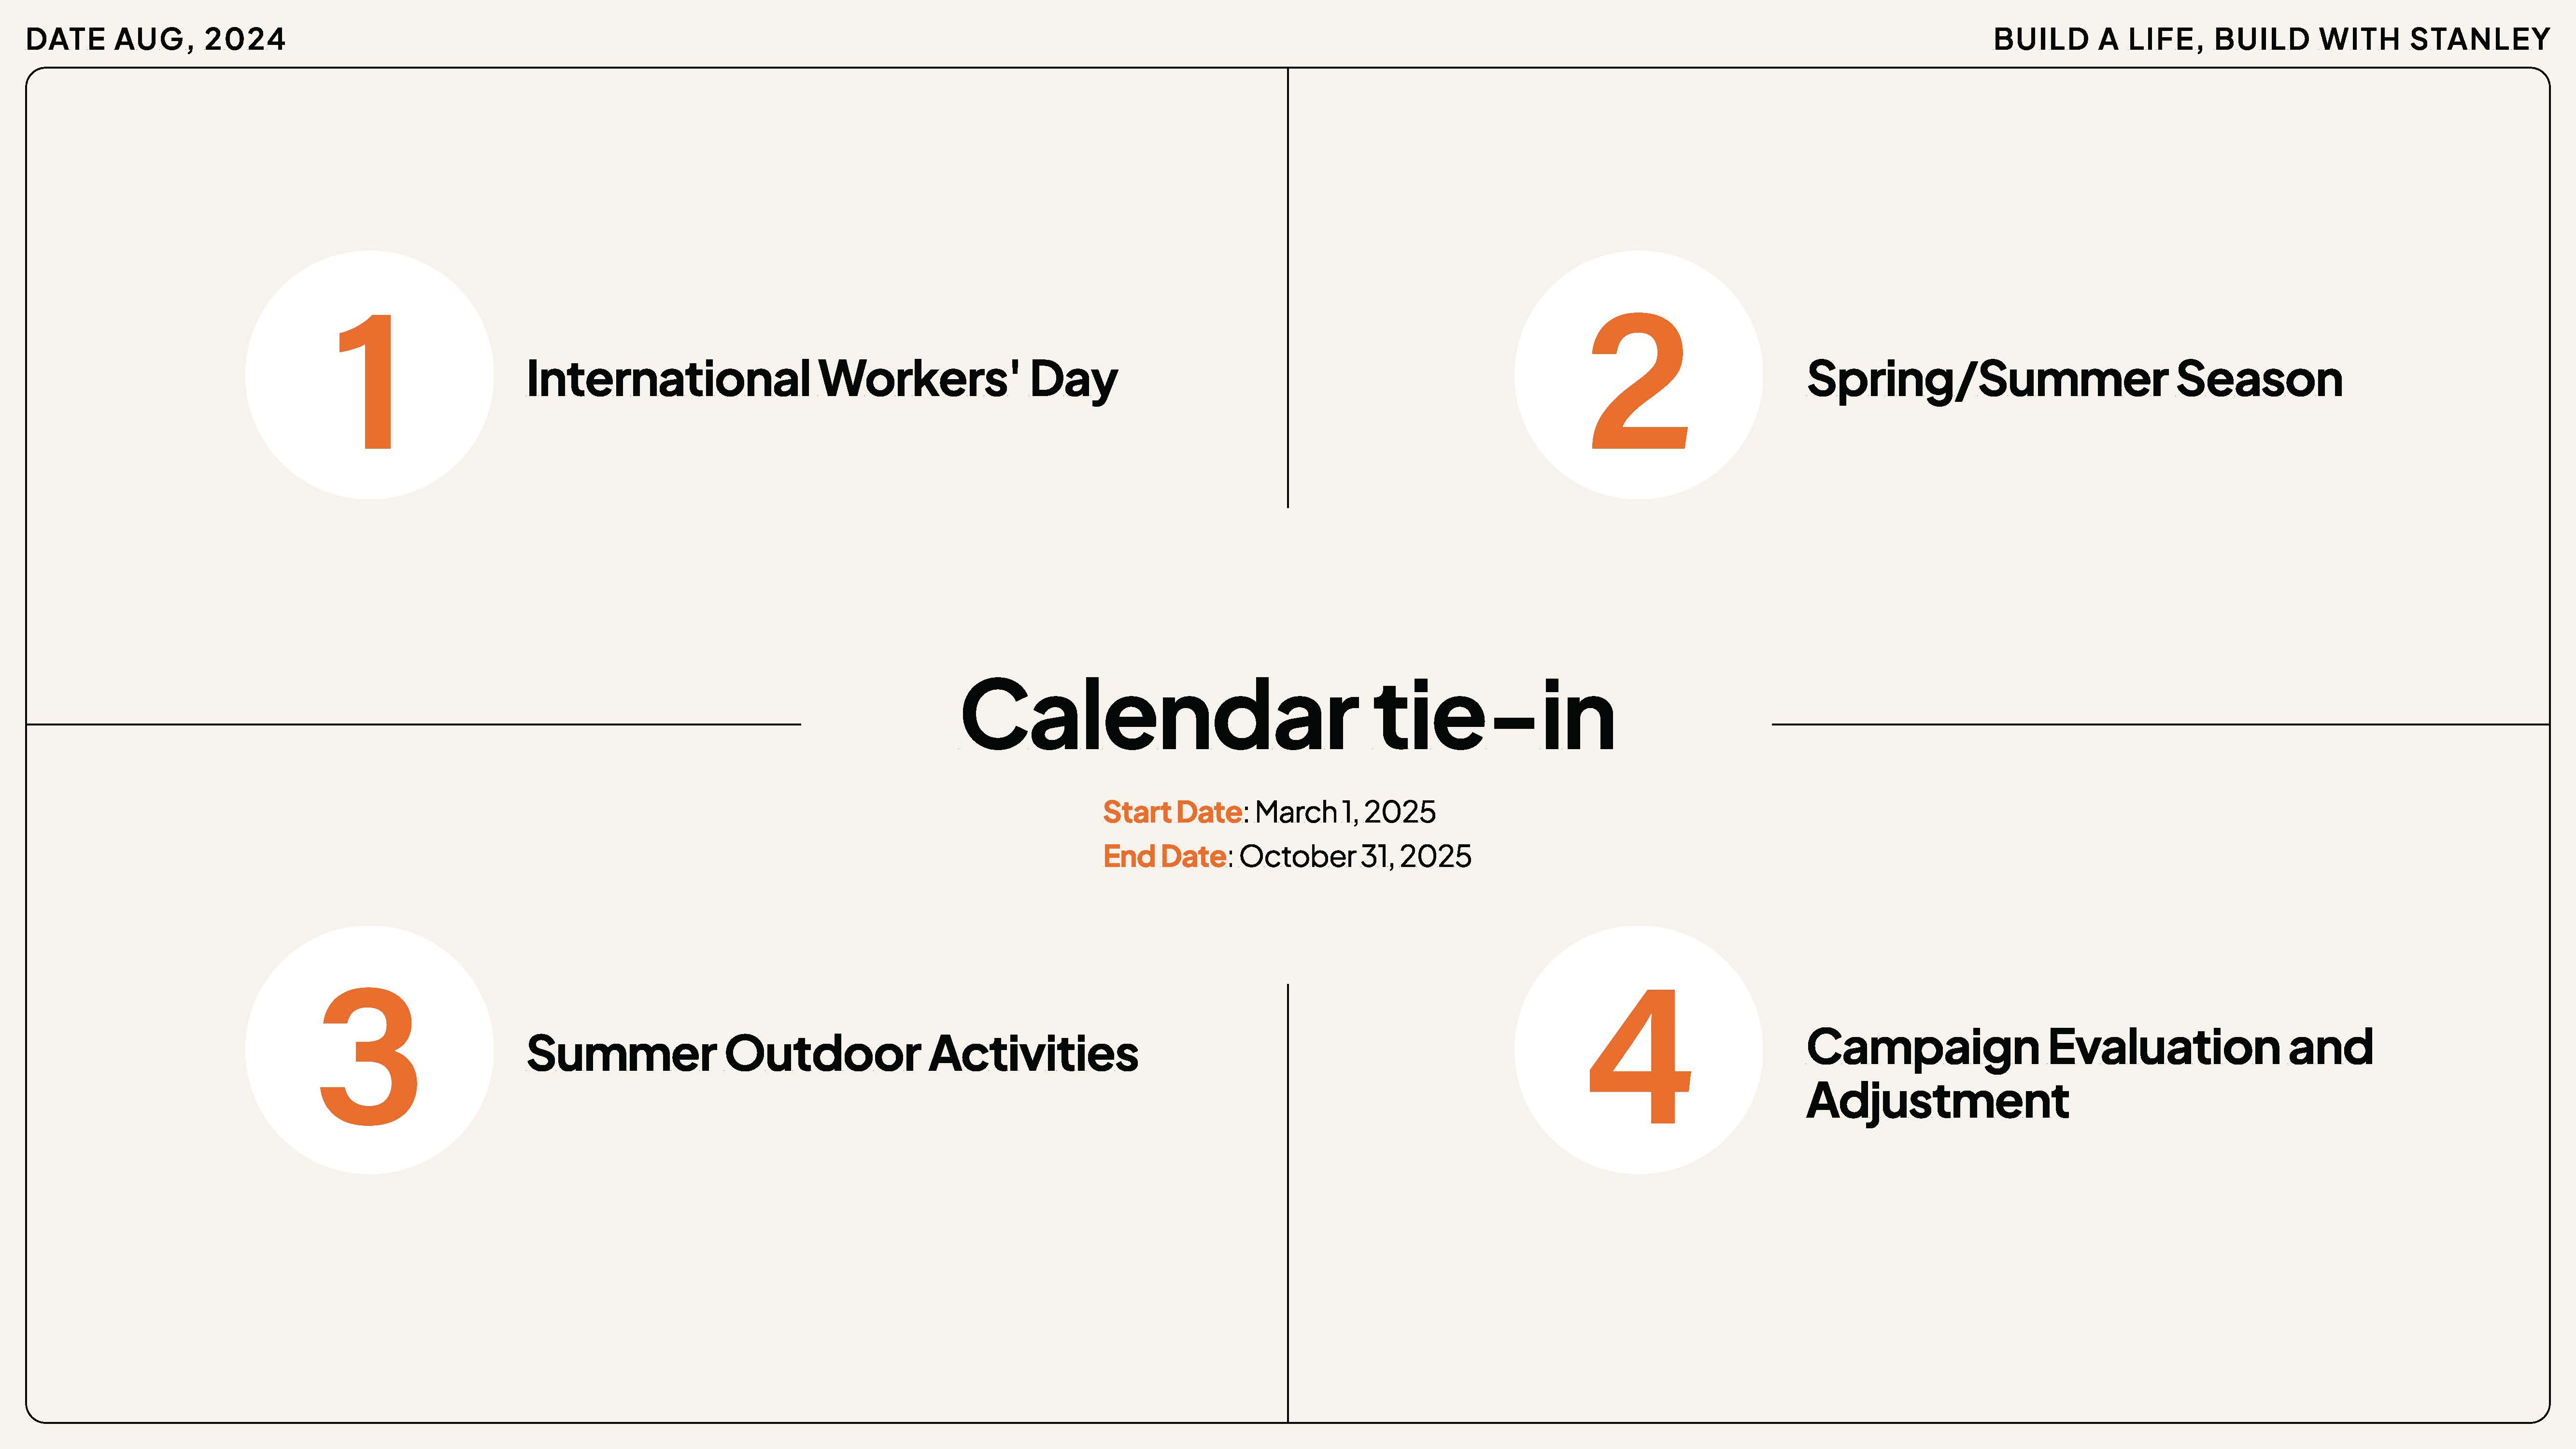 DATE AUG, 2024
BUILD A LIFE, BUILD WITH STANLEY
1
International Workers' Day
2
Spring/Summer Season
Calendar tie-in
Start Date: March 1, 2025
End Date: October 31, 2025
3
Summer Outdoor Activities
4
Campaign Evaluation and
Adjustment